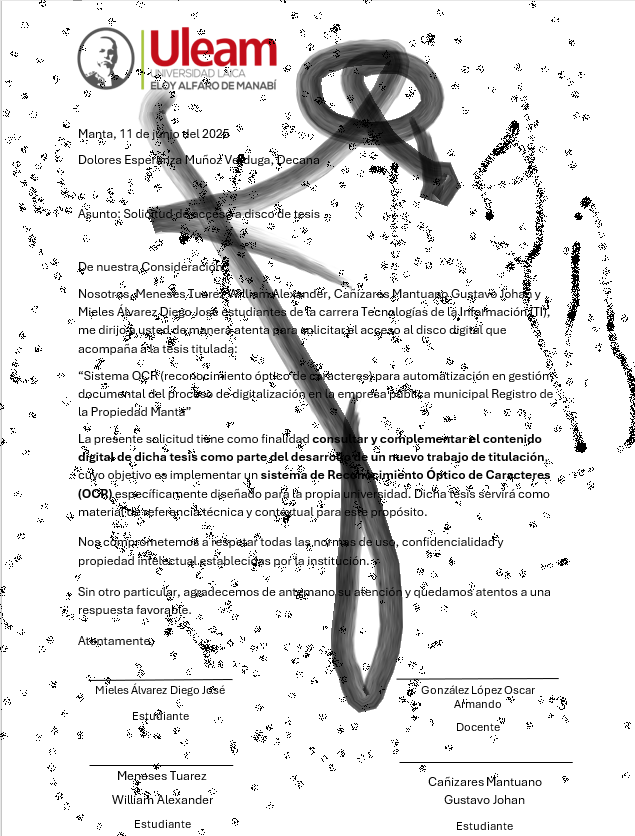 Uleam
UNIVERSIDAD LAICA
ELOY ALFARO DE MANABÍ
Manta, 11 de junio del 2025
Dolores Esperanza Muñoz Verduga, Decana
Asunto: Solicitud de acceso a disco de tesis
De nuestra Consideración
Nosotros, Meneses Tuarez William Alexander, Cañizares Mantuano Gustavo Johan y
Mieles Álvarez Diego José estudiantes de la carrera Tecnologías de la Información (TI),
me dirijo a usted de manera atenta para solicitar el acceso al disco digital que
acompaña a la tesis titulada:
“Sistema OCR (reconocimiento óptico de caracteres) para automatización en gestión
documental del proceso de digitalización en la empresa pública municipal Registro de
la Propiedad Manta”
La presente solicitud tiene como finalidad consultar y complementar el contenido
digital de dicha tesis como parte del desarrollo de un nuevo trabajo de titulación,
cuyo objetivo es implementar un sistema de Reconocimiento Óptico de Caracteres
(OCR) específicamente diseñado para la propia universidad. Dicha tesis servirá como
material de referencia técnica y contextual para este propósito.
Nos comprometemos a respetar todas las normas de uso, confidencialidad y
propiedad intelectual establecidas por la institución.
Sin otro particular, agradecemos de antemano su atención y quedamos atentos a una
respuesta favorable.
Atentamente,
Mieles Álvarez Diego José
Estudiante
González López Oscar
Armando
Docente
Meneses Tuarez
William Alexander
Estudiante
Cañizares Mantuano
Gustavo Johan
Estudiante